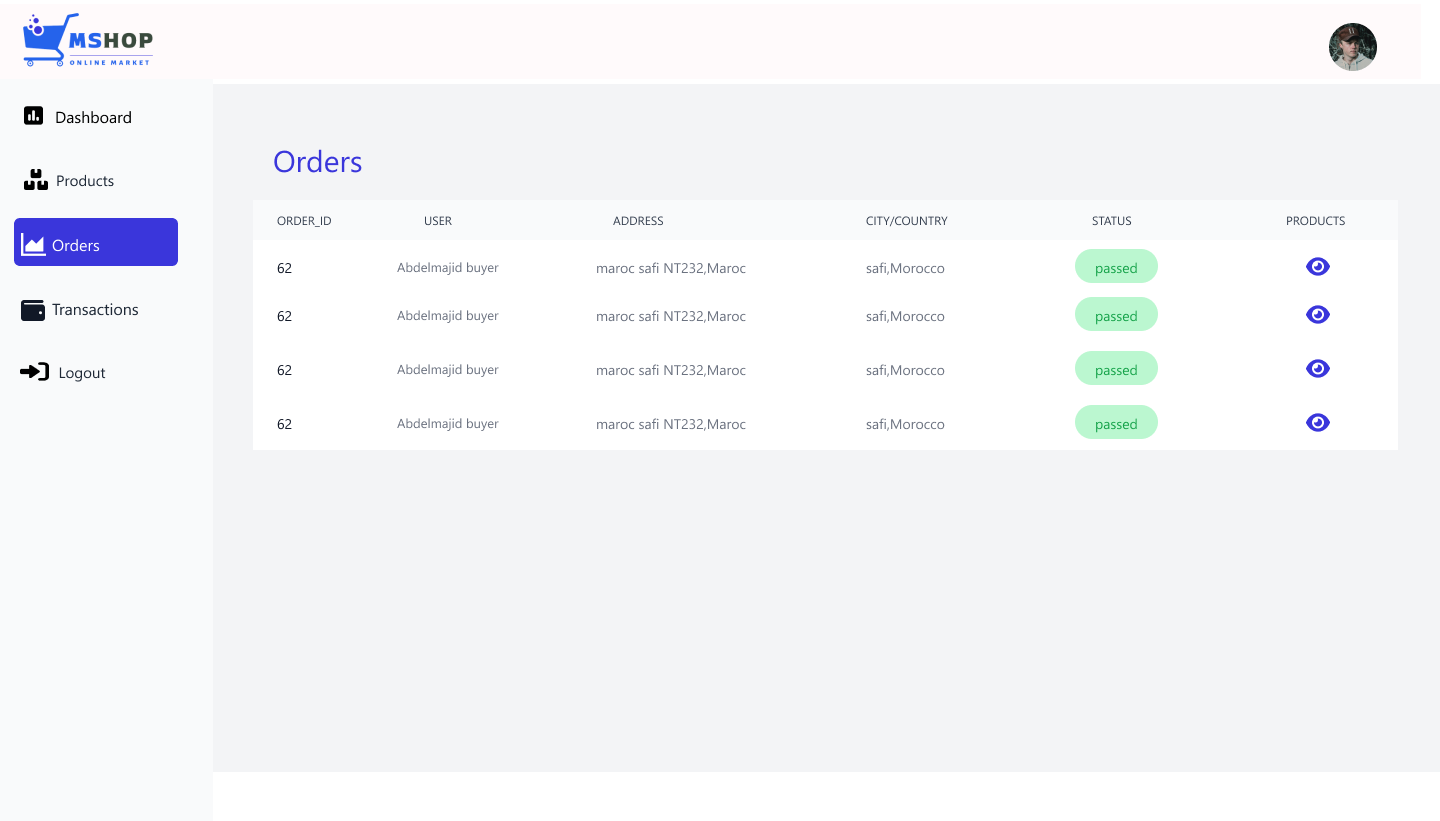 MSHOP
ONLINE MARKET
Dashboard
Products
Orders
Transactions
Logout
Orders
ORDER_ID USER ADDRESS CITY/COUNTRY STATUS PRODUCTS
62 Abdelmajid buyer maroc safi NT232,Maroc safi,Morocco passed
62 Abdelmajid buyer maroc safi NT232,Maroc safi,Morocco passed
62 Abdelmajid buyer maroc safi NT232,Maroc safi,Morocco passed
62 Abdelmajid buyer maroc safi NT232,Maroc safi,Morocco passed